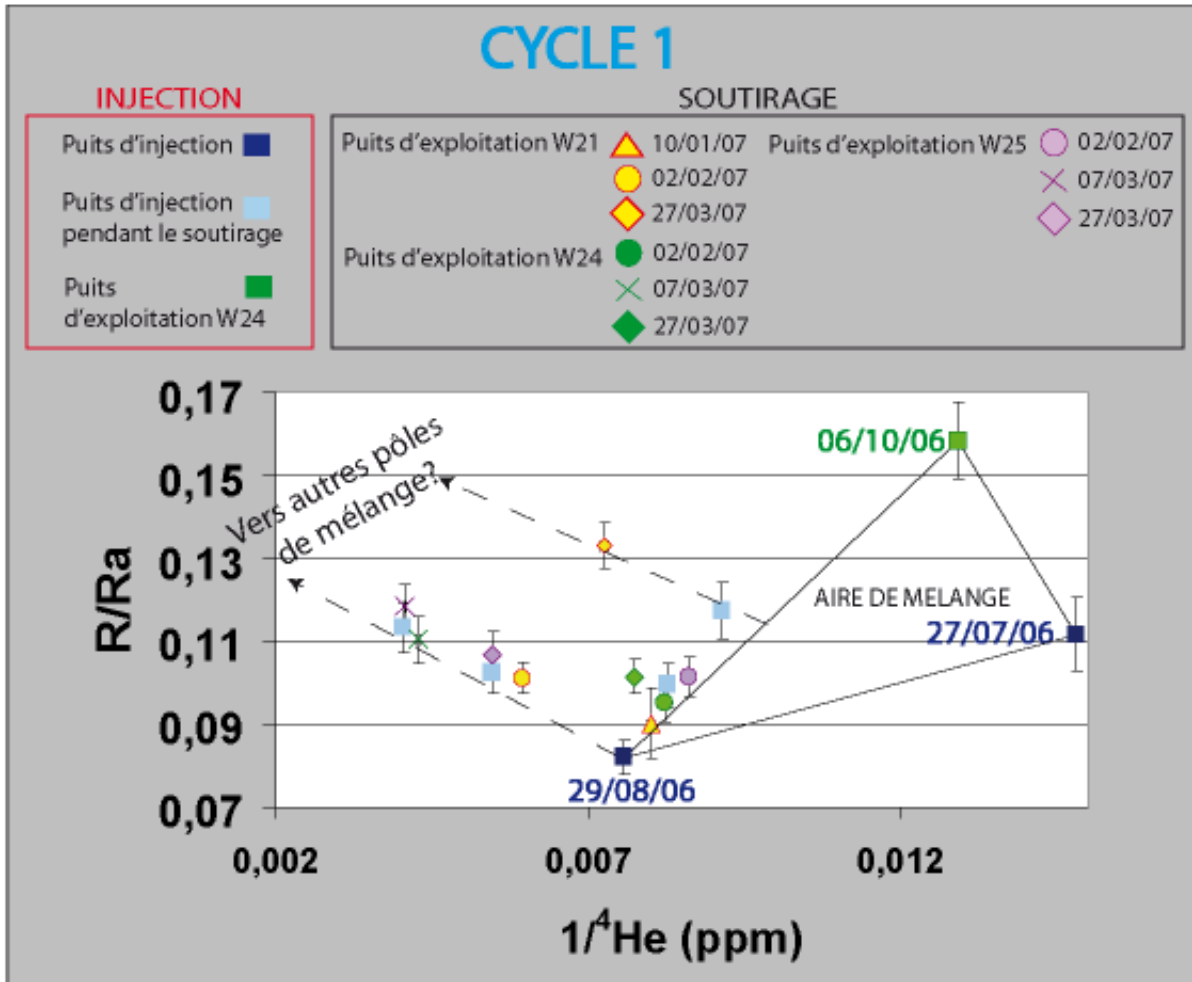 CYCLE 1
INJECTION
Puits d'injection
Puits d'injection
pendant le soutirage
Puits
d'exploitation W24
SOUTIRAGE
Puits d'exploitation W21
10/01/07
02/02/07
27/03/07
Puits d'exploitation W24
02/02/07
07/03/07
27/03/07
Puits d'exploitation W25
02/02/07
07/03/07
27/03/07
R/Ra
0,17
0,15
0,13
0,11
0,09
0,07
Vers autres pôles
de mélange?
06/10/06
AIRE DE MELANGE
27/07/06
29/08/06
0,002
0,007
0,012
1/⁴He (ppm)